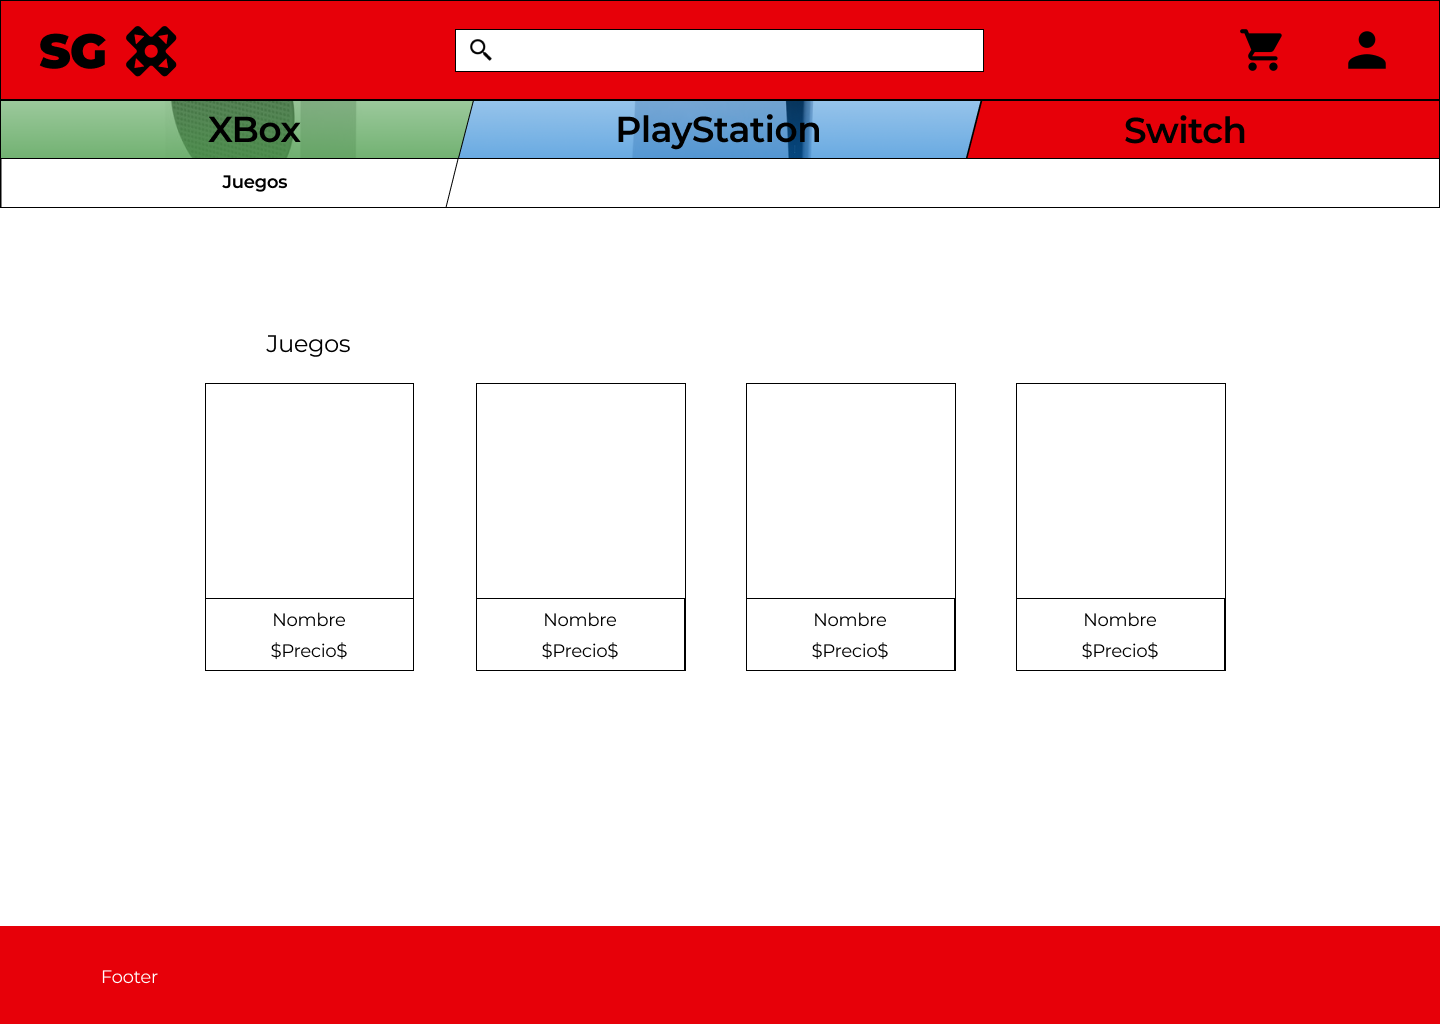 SG
XBox
PlayStation
Switch
Juegos
Juegos
Nombre
$Precio$
Nombre
$Precio$
Nombre
$Precio$
Nombre
$Precio$
Footer